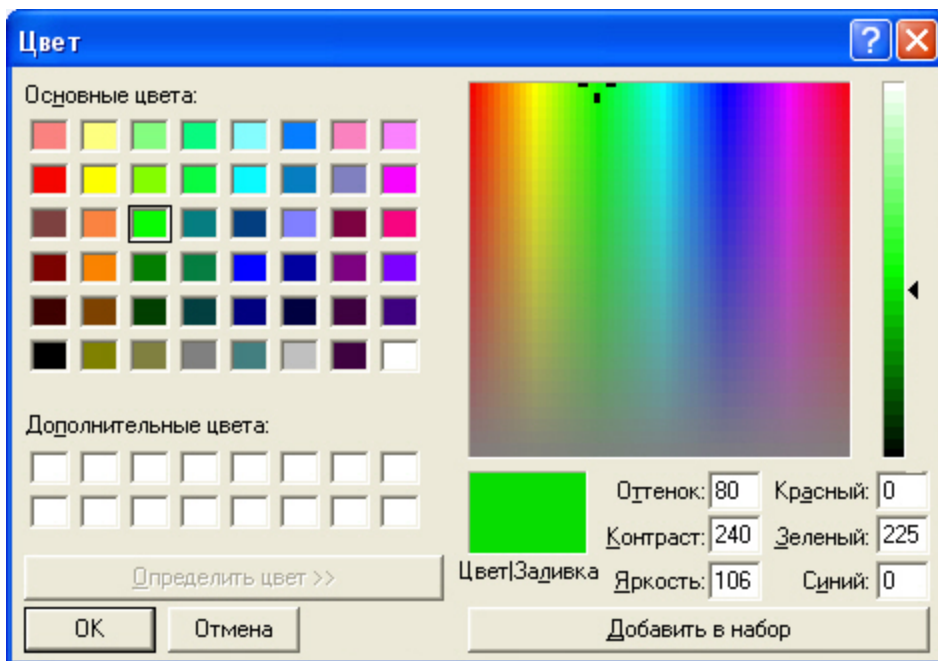 Цвет
Основные цвета:
Дополнительные цвета:
Определить цвет >>
OK Отмена
Цвет|Заливка
Оттенок: 80 Красный: 0
Контраст: 240 Зеленый: 225
Яркость: 106 Синий: 0
Добавить в набор